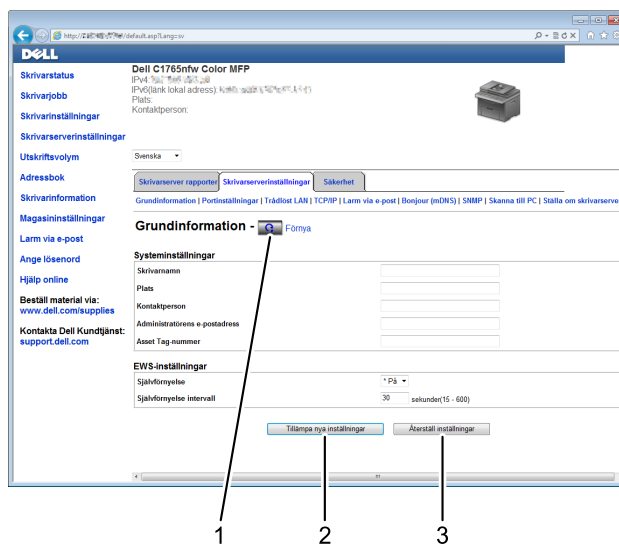 http://
/default.asp?Lang=sv
DELL
Dell C1765nfw Color MFP
IPv4:
IPv6(länk lokal adress):
Plats:
Kontaktperson:
Skrivarstatus
Skrivarjobb
Skrivarinställningar
Skrivarserverinställningar
Utskriftsvolym
Adressbok
Skrivarinformation
Magasininställningar
Larm via e-post
Ange lösenord
Hjälp online
Beställ material via:
www.dell.com/supplies
Kontakta Dell Kundtjänst:
support.dell.com
Svenska
Skrivarserver rapporter Skrivarserverinställningar Säkerhet
Grundinformation | Portinställningar | Trådlöst LAN | TCP/IP | Larm via e-post | Bonjour (mDNS) | SNMP | Skanna till PC | Ställa om skrivarserve
Grundinformation - Förnya
Systeminställningar
Skrivarnamn
Plats
Kontaktperson
Administratörens e-postadress
Asset Tag-nummer
EWS-inställningar
Självförnyelse * På
Självförnyelse intervall 30 sekunder(15 - 600)
Tillämpa nya inställningar Återställ inställningar
1 2 3